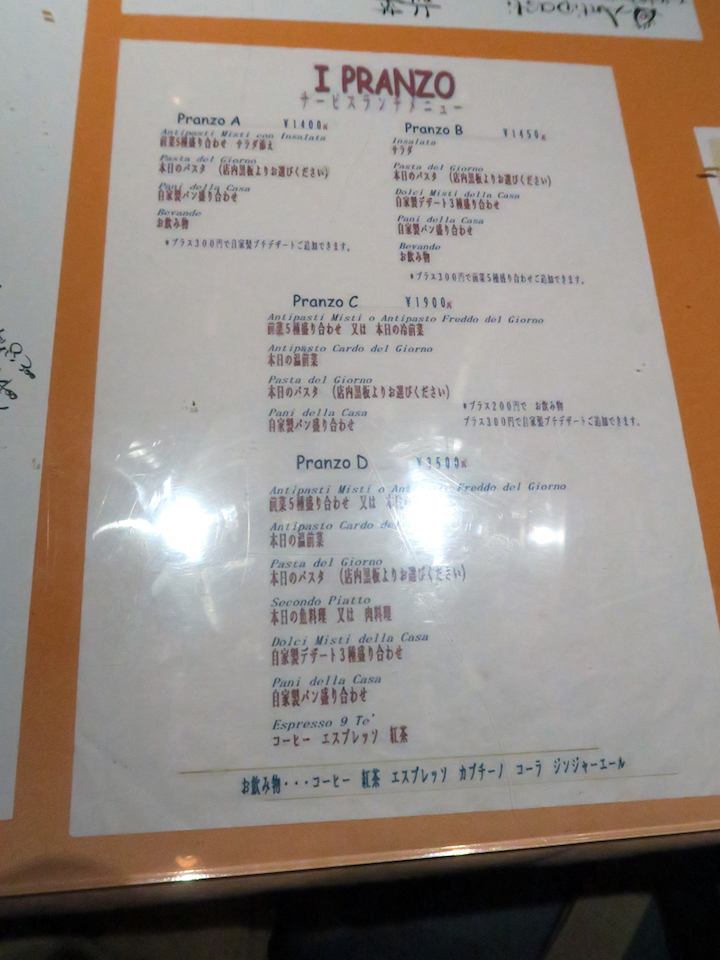 Antipasti
I PRANZO
サービスランチメニュー
Pranzo A ¥1400
Antipasti Misti con Insalata
前菜5種盛り合わせ サラダ添え
Pasta del Giorno
本日のパスタ (店内黒板よりお選びください)
Pani della Casa
自家製パン盛り合わせ
Bevande
お飲み物
*プラス300円で自家製プチデザートご追加できます。
Pranzo B ¥1450
Insalata
サラダ
Pasta del Giorno
本日のパスタ (店内黒板よりお選びください)
Dolci Misti della Casa
自家製デザート3種盛り合わせ
Pani della Casa
自家製パン盛り合わせ
Bevande
お飲み物
*プラス300円で前菜5種盛り合わせご追加できます。
Pranzo C ¥1900
Antipasti Misti o Antipasto Freddo del Giorno
前菜5種盛り合わせ 又は 本日の冷前菜
Antipasto Cardo del Giorno
本日の温前菜
Pasta del Giorno
本日のパスタ (店内黒板よりお選びください)
Pani della Casa
自家製パン盛り合わせ
*プラス200円で お飲み物
プラス300円で自家製プチデザートご追加できます。
Pranzo D ¥3500
Antipasti Misti o Freddo del Giorno
前菜5種盛り合わせ 又は
Antipasto Cardo
本日の温前菜
Pasta del Giorno
本日のパスタ (店内黒板よりお選びください)
Secondo Piatto
本日の魚料理 又は 肉料理
Dolci Misti della Casa
自家製デザート3種盛り合わせ
Pani della Casa
自家製パン盛り合わせ
Espresso 9 Te'
コーヒー エスプレッソ 紅茶
お飲み物・・・コーヒー 紅茶 エスプレッソ カプチーノ コーラ ジンジャーエール